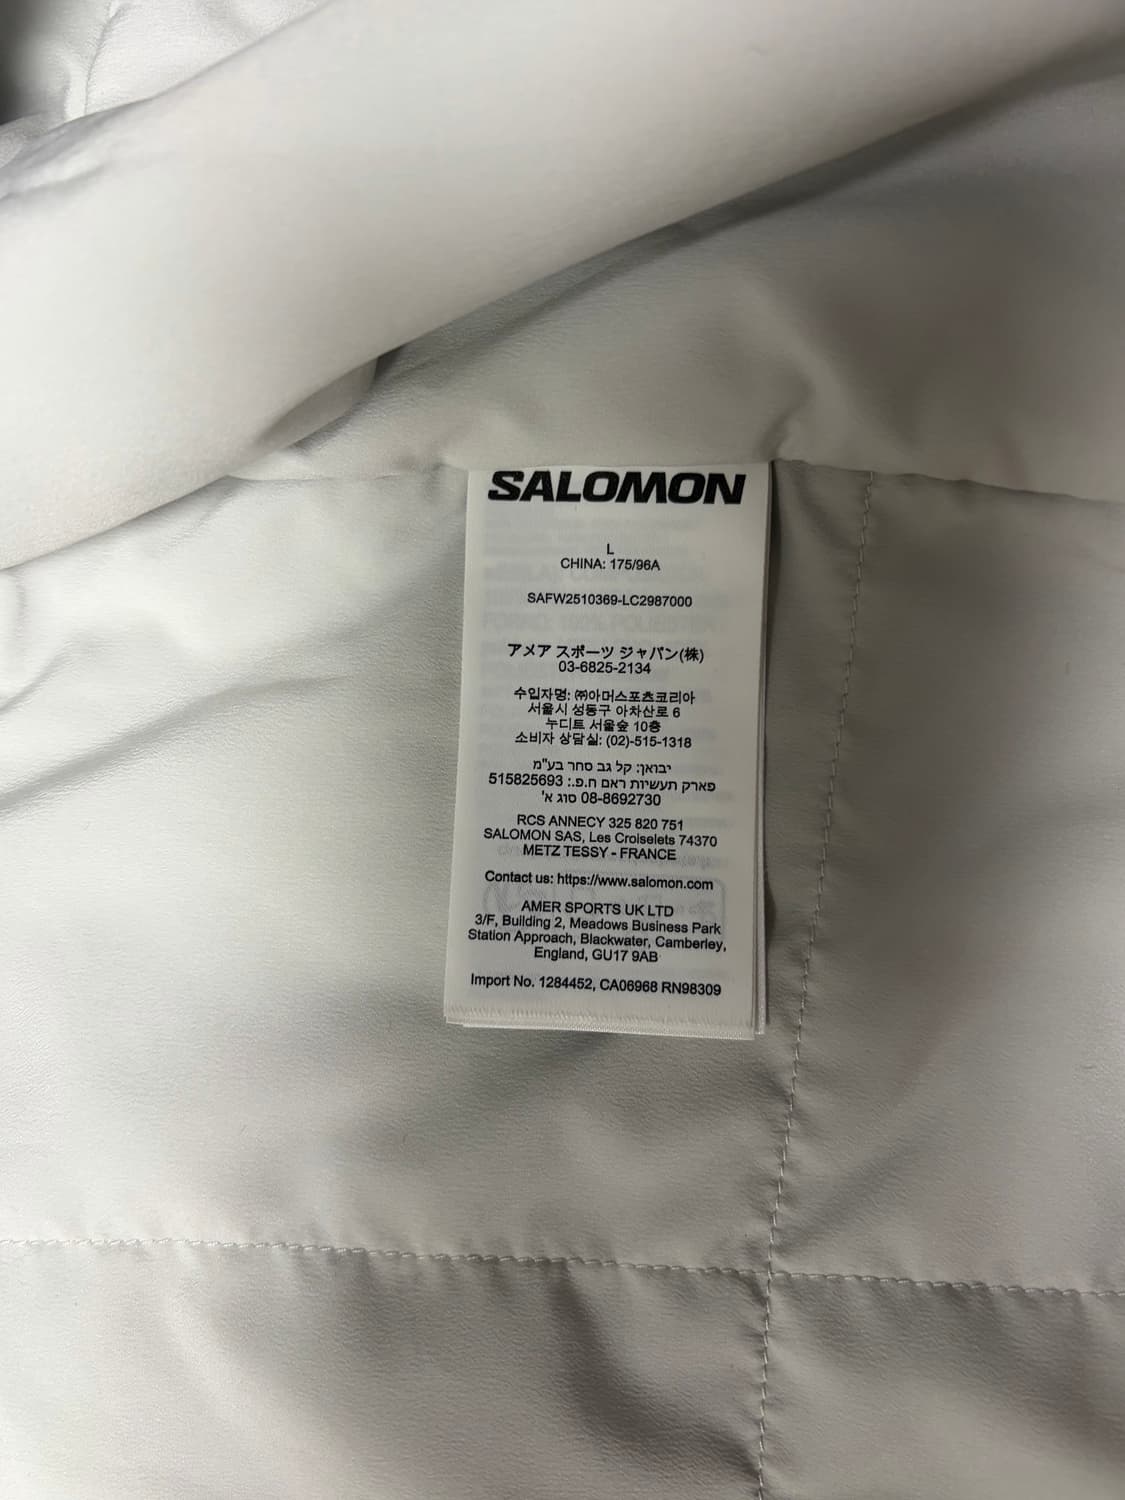 SALOMON
L
CHINA: 175/96A
SAFW2510369-LC2987000
アメア スポーツ ジャパン(株)
03-6825-2134
수입자명: ㈜아머스포츠코리아
서울시 성동구 아차산로 6
누디트 서울숲 10층
소비자 상담실: (02)-515-1318
יבואן: קל גב סחר בע"מ
פארק תעשיות ראם ח.פ.: 515825693
08-8692730 סוג א'
RCS ANNECY 325 820 751
SALOMON SAS, Les Croiselets 74370
METZ TESSY - FRANCE
Contact us: https://www.salomon.com
AMER SPORTS UK LTD
3/F, Building 2, Meadows Business Park
Station Approach, Blackwater, Camberley,
England, GU17 9AB
Import No. 1284452, CA06968 RN98309